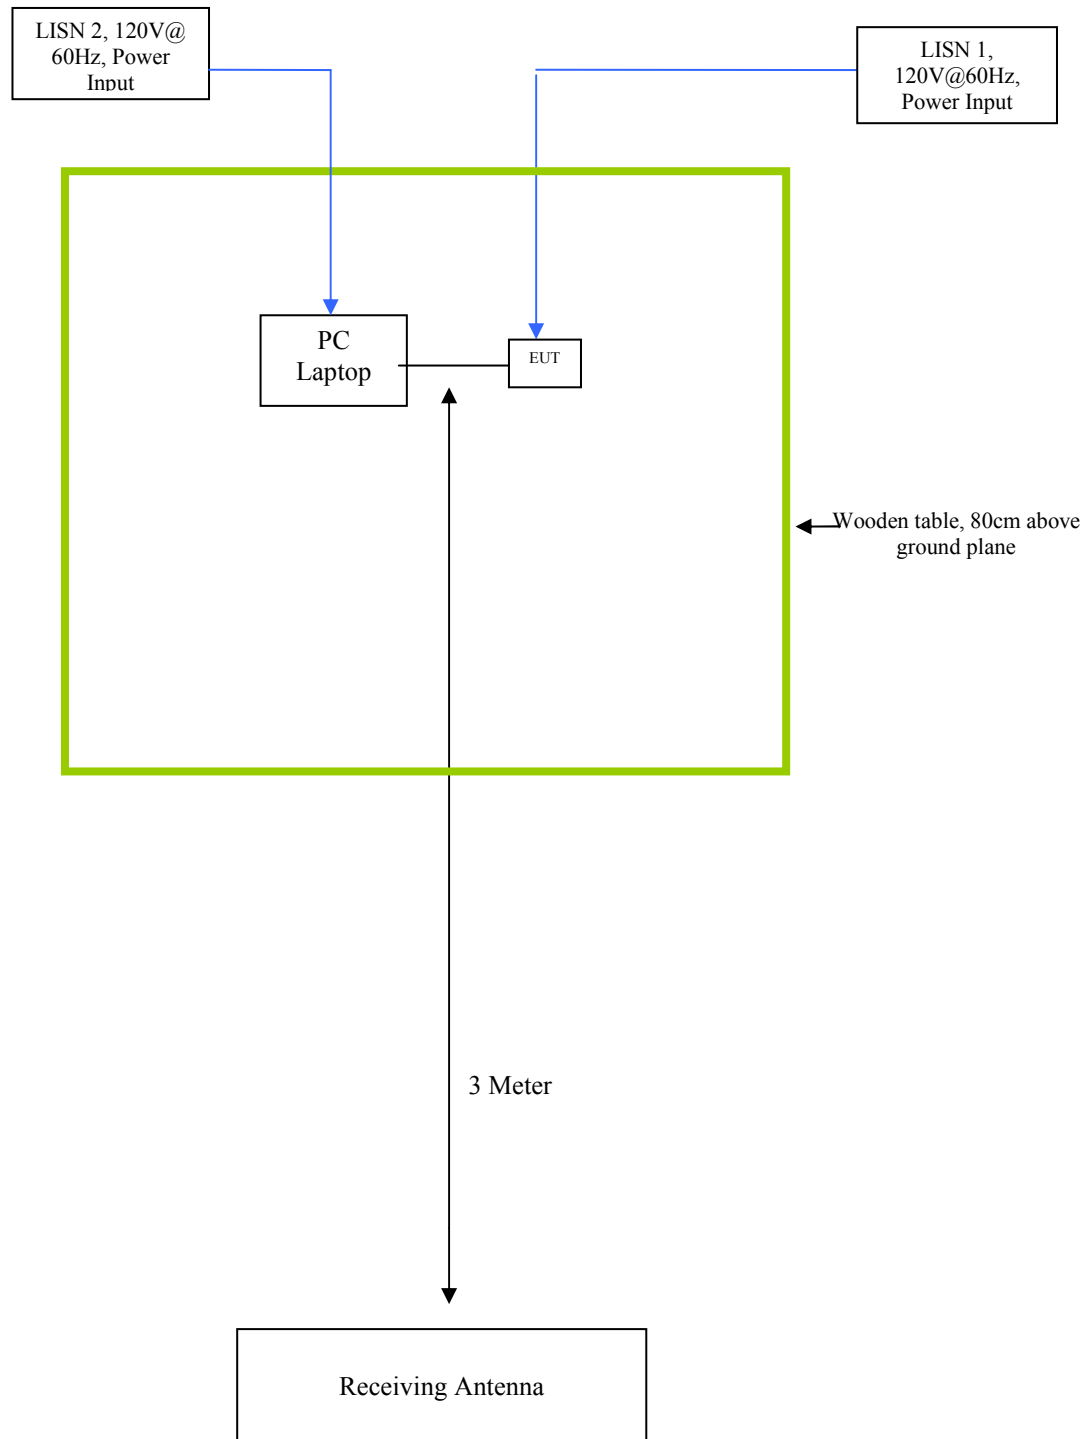 LISN 2, 120V@
60Hz, Power
Input
LISN 1,
120V@60Hz,
Power Input
PC
Laptop
EUT
Wooden table, 80cm above
ground plane
3 Meter
Receiving Antenna